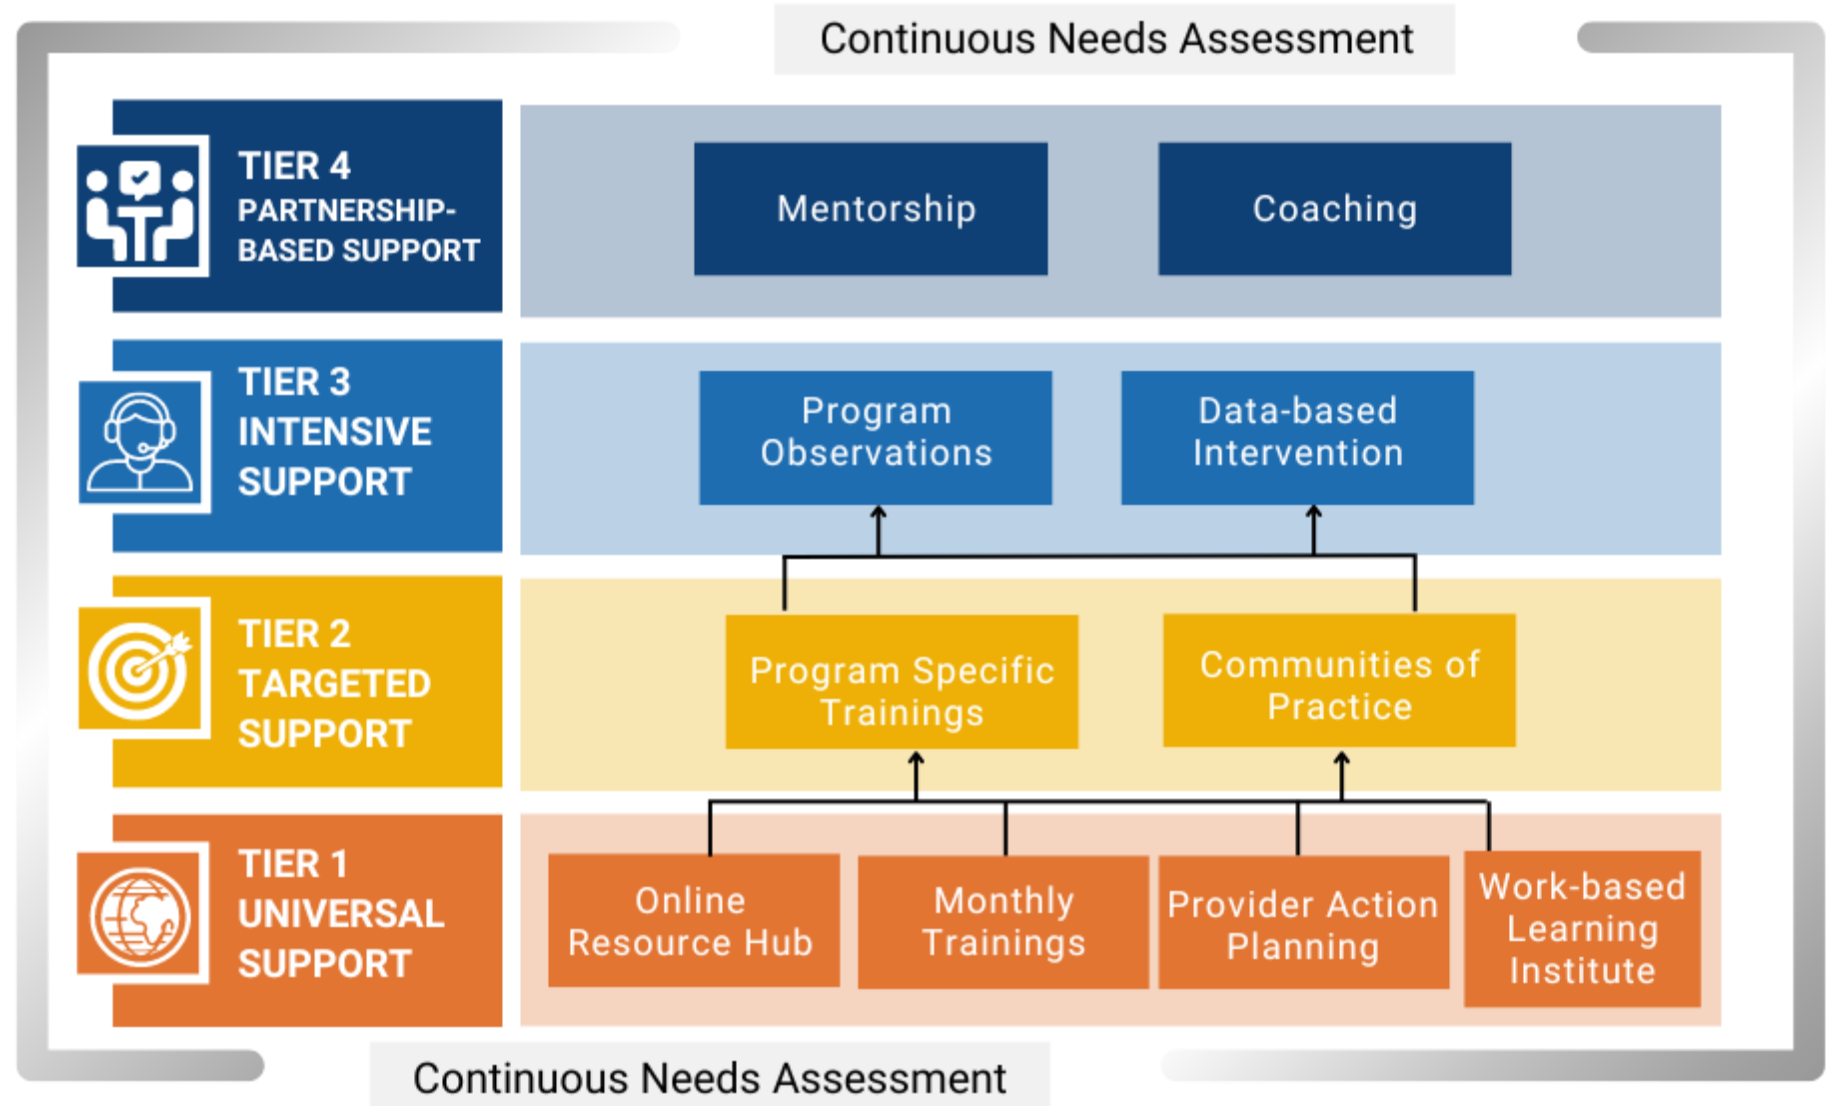 Continuous Needs Assessment
TIER 4
PARTNERSHIP-
BASED SUPPORT
Mentorship
Coaching
TIER 3
INTENSIVE
SUPPORT
Program
Observations
Data-based
Intervention
TIER 2
TARGETED
SUPPORT
Program Specific
Trainings
Communities of
Practice
TIER 1
UNIVERSAL
SUPPORT
Online
Resource Hub
Monthly
Trainings
Provider Action
Planning
Work-based
Learning
Institute
Continuous Needs Assessment